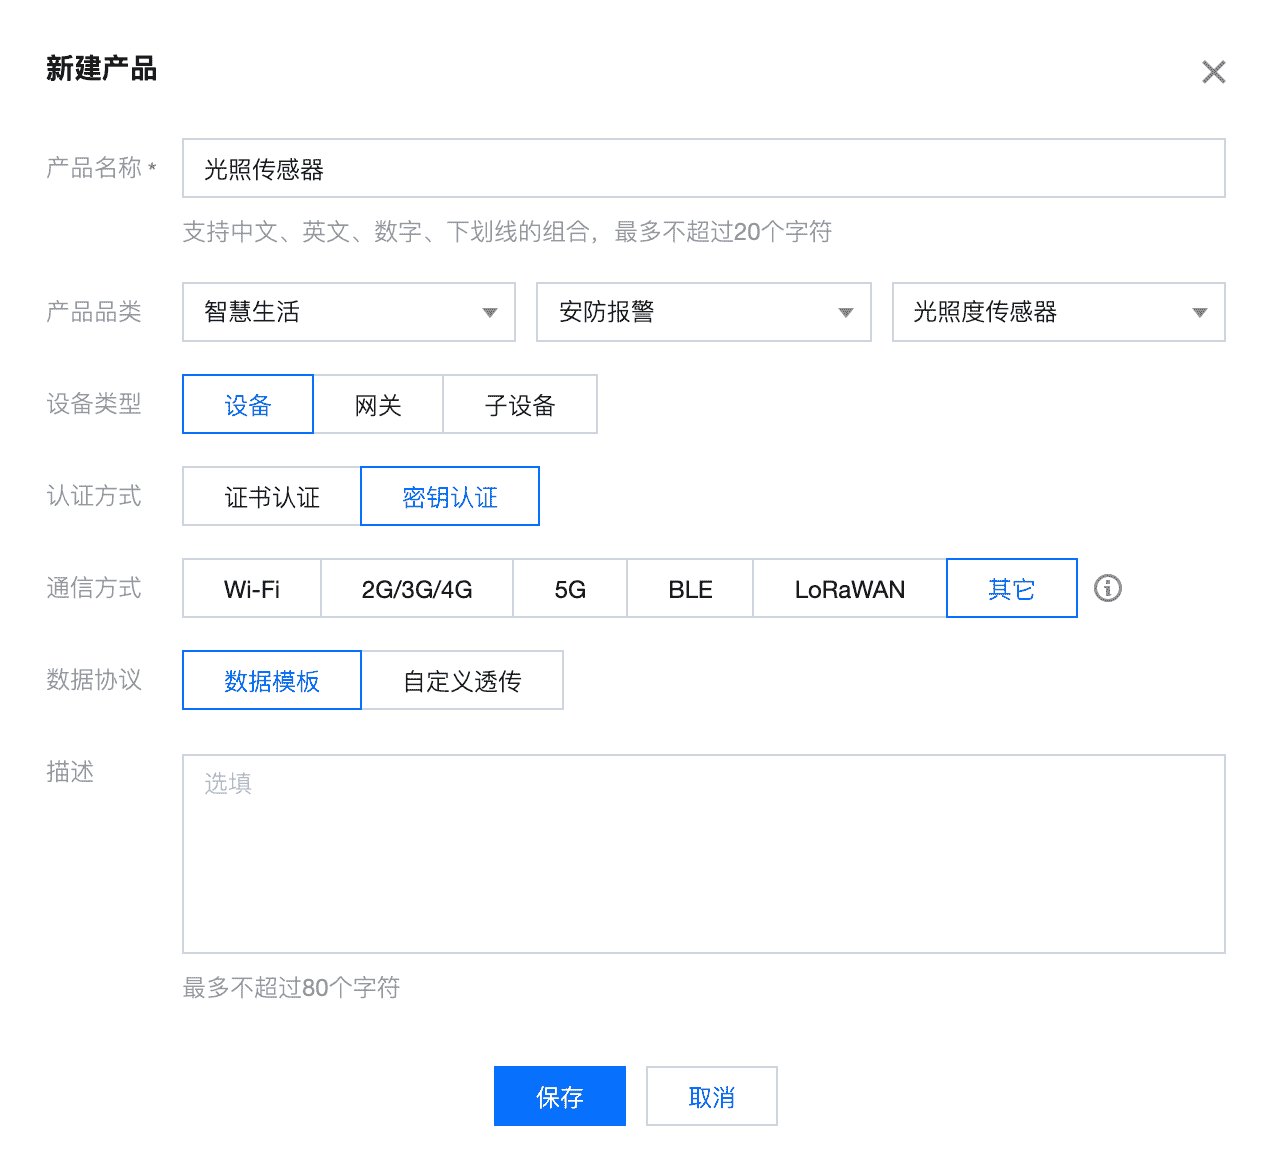 新建产品
产品名称 * 光照传感器
支持中文、英文、数字、下划线的组合，最多不超过20个字符
产品品类 智慧生活 安防报警 光照度传感器
设备类型 设备 网关 子设备
认证方式 证书认证 密钥认证
通信方式 Wi-Fi 2G/3G/4G 5G BLE LoRaWAN 其它
数据协议 数据模板 自定义透传
描述 选填
最多不超过80个字符
保存 取消